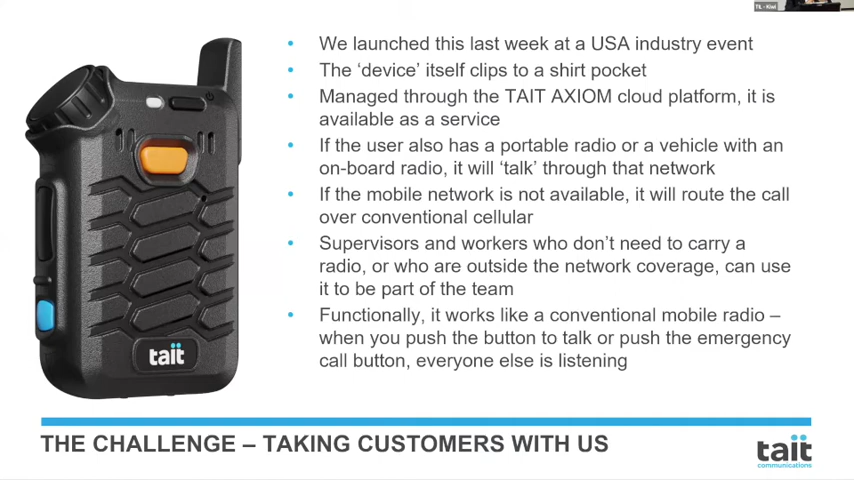 TIL - Kiwi
• We launched this last week at a USA industry event
• The ‘device’ itself clips to a shirt pocket
• Managed through the TAIT AXIOM cloud platform, it is
available as a service
• If the user also has a portable radio or a vehicle with an
on-board radio, it will ‘talk’ through that network
• If the mobile network is not available, it will route the call
over conventional cellular
• Supervisors and workers who don’t need to carry a
radio, or who are outside the network coverage, can use
it to be part of the team
• Functionally, it works like a conventional mobile radio –
when you push the button to talk or push the emergency
call button, everyone else is listening
tait
THE CHALLENGE – TAKING CUSTOMERS WITH US
tait
communications